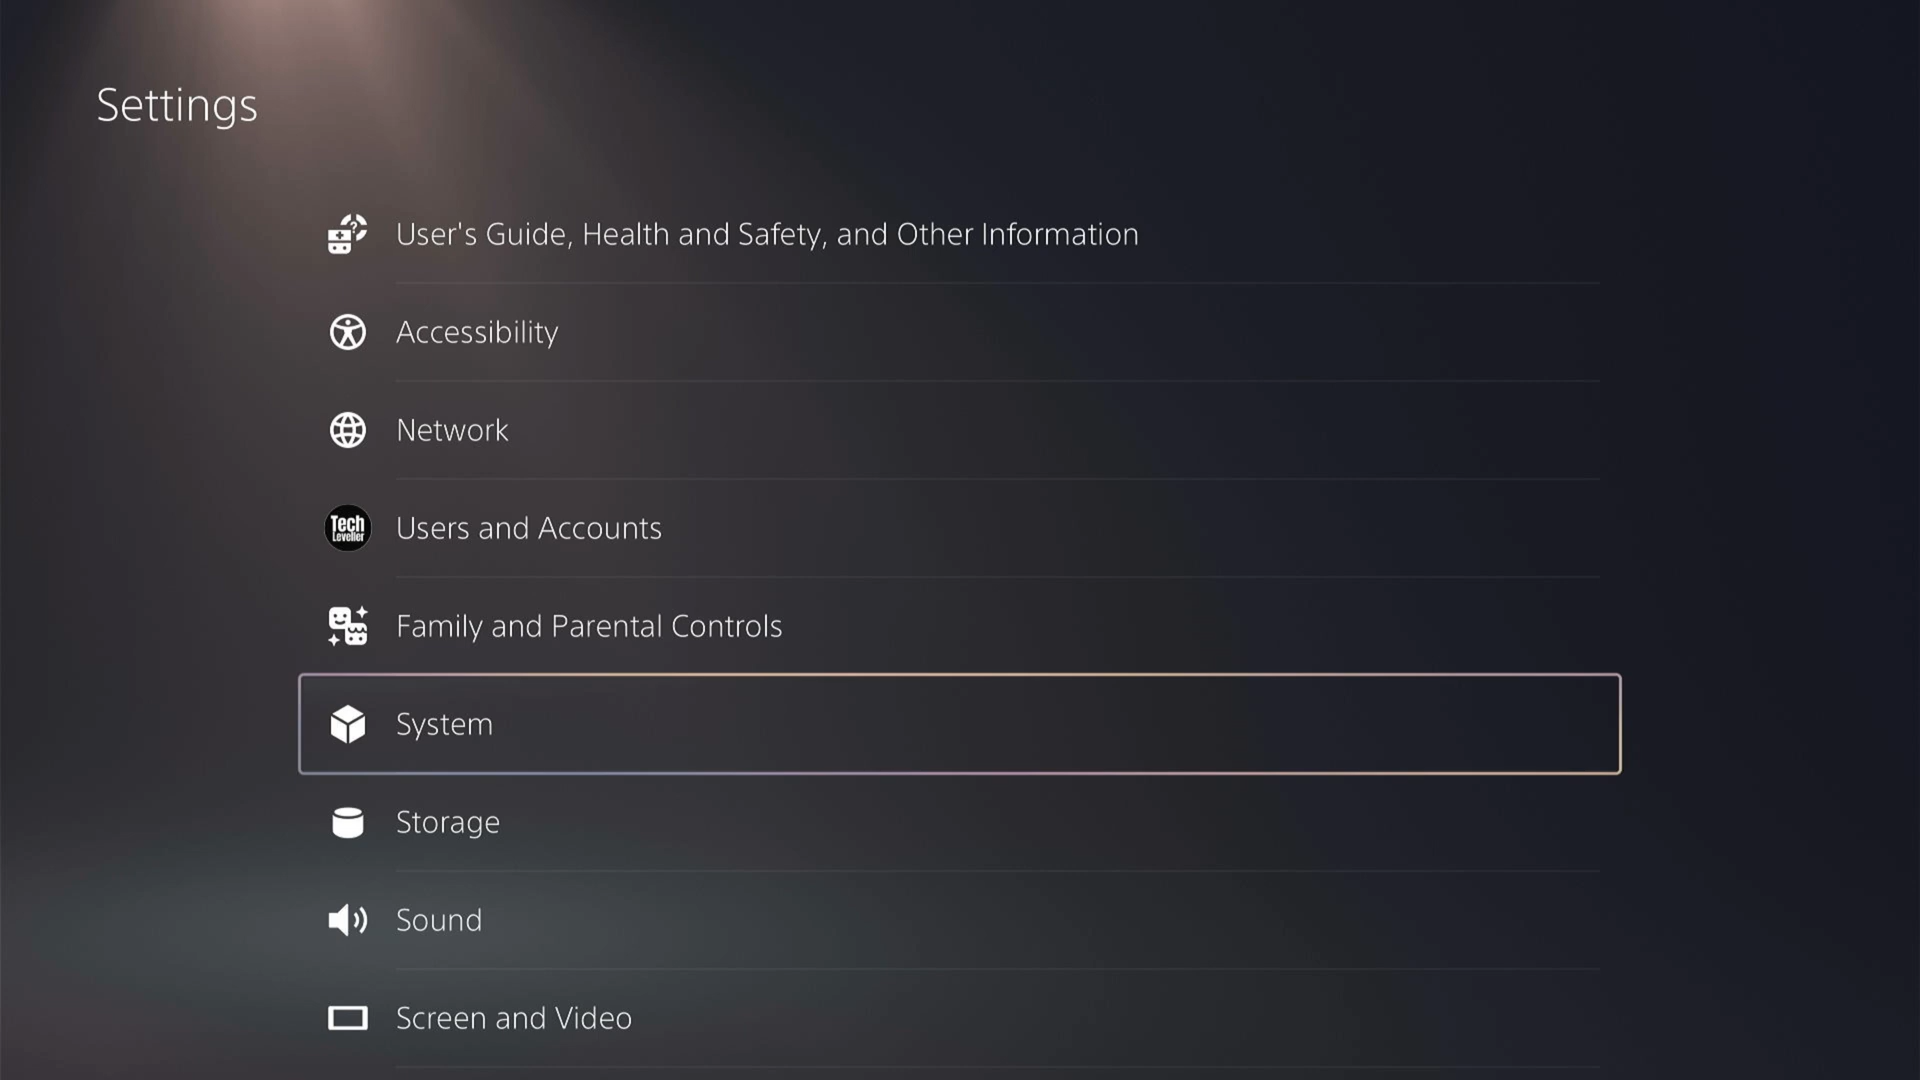 Settings
User's Guide, Health and Safety, and Other Information
Accessibility
Network
Tech
Leveller
Users and Accounts
Family and Parental Controls
System
Storage
Sound
Screen and Video